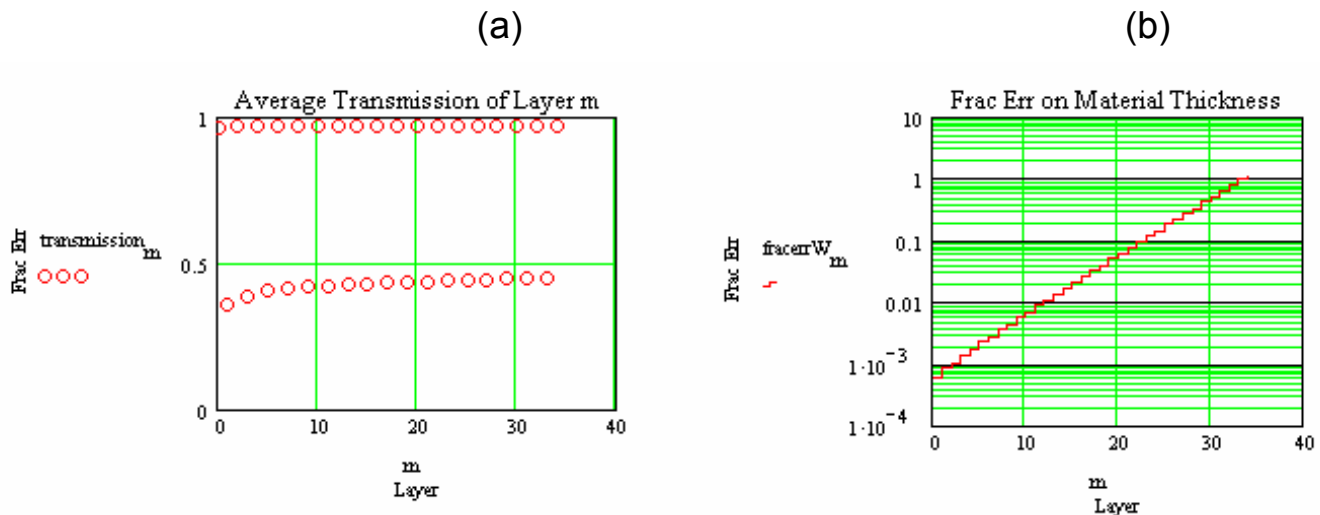 (a)
(b)
Average Transmission of Layer m
1
0.5
0
0 10 20 30 40
Frac Err
transmission m
m
Layer
Frac Err on Material Thickness
10
1
0.1
0.01
1·10⁻³
1·10⁻⁴
0 10 20 30 40
Frac Err
fracerrW m
m
Layer